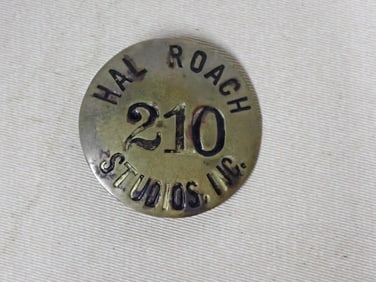 HAL ROACH
210
STUDIOS, INC.